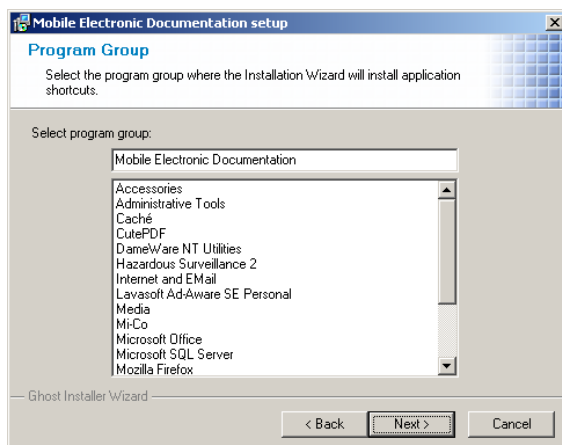 Mobile Electronic Documentation setup
Program Group
Select the program group where the Installation Wizard will install application
shortcuts.
Select program group:
Mobile Electronic Documentation
Accessories
Administrative Tools
Caché
CutePDF
DameWare NT Utilities
Hazardous Surveillance 2
Internet and EMail
Lavasoft Ad-Aware SE Personal
Media
Mi-Co
Microsoft Office
Microsoft SQL Server
Mozilla Firefox
Ghost Installer Wizard
< Back
Next >
Cancel